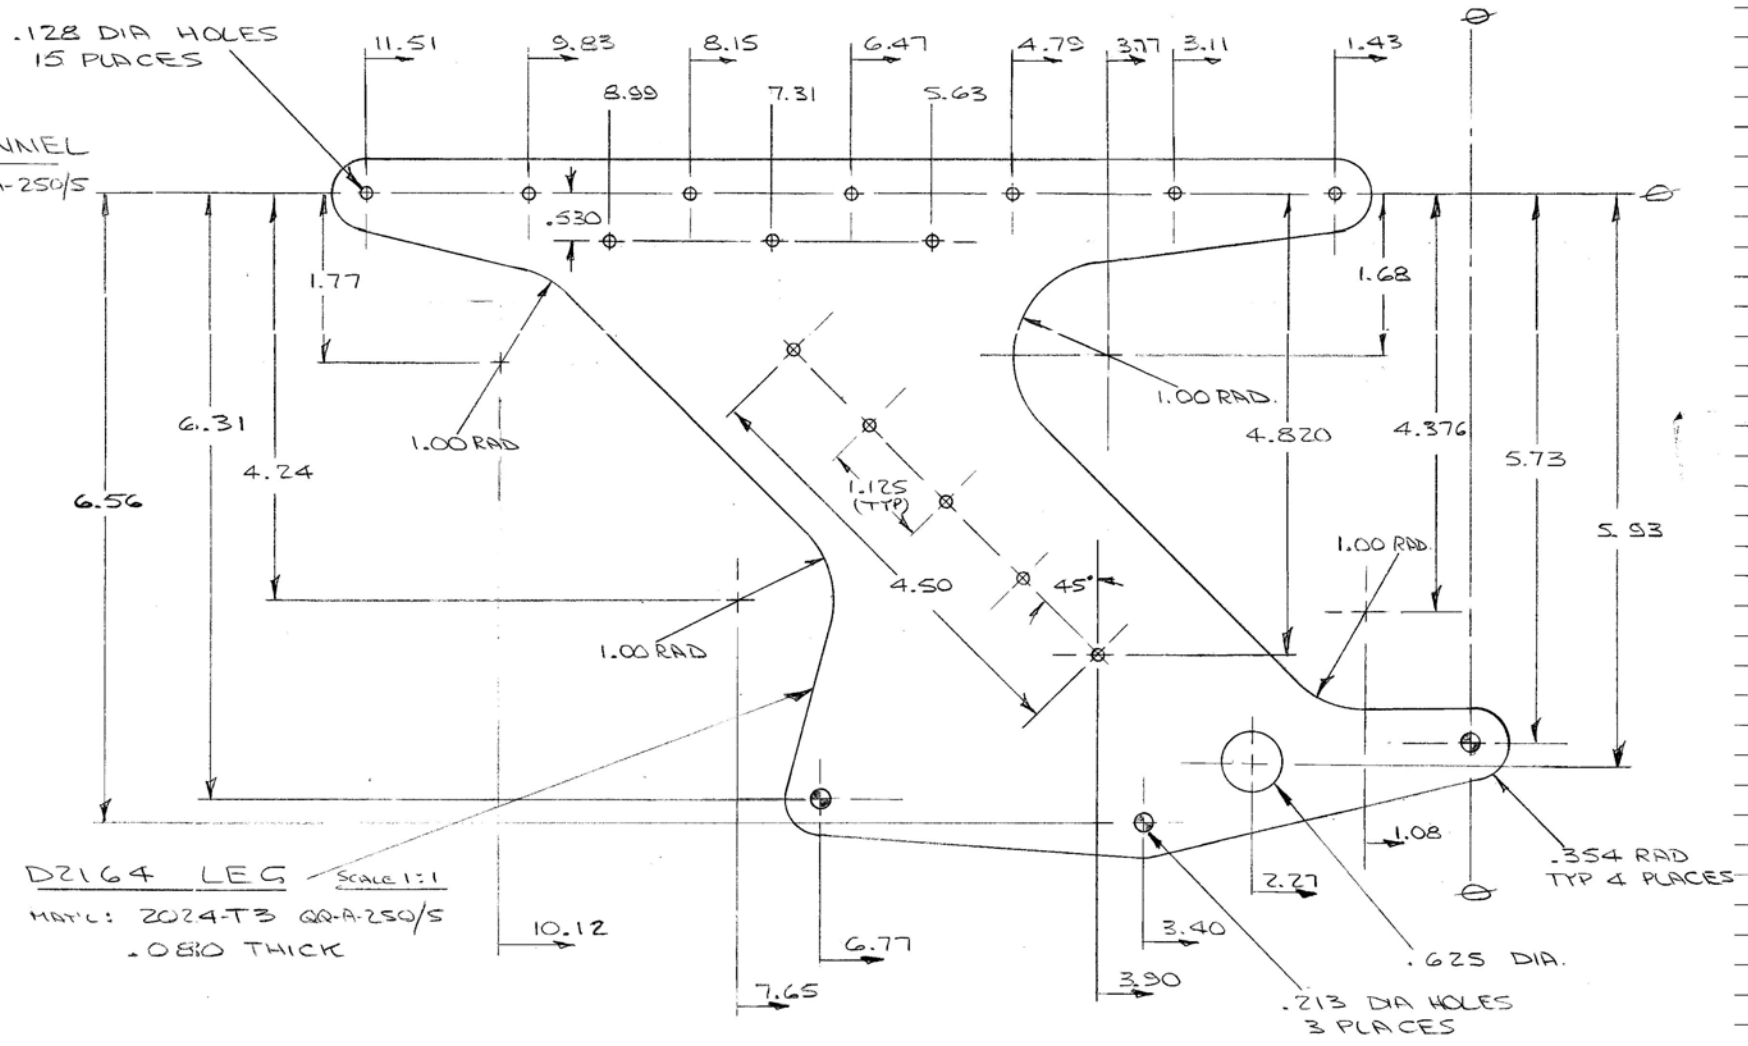 .128 DIA HOLES
15 PLACES
11.51
9.83
8.15
6.47
4.79
3.77
3.11
1.43
8.99
7.31
5.63
NNEL
A-250/5
.530
1.77
1.68
1.00 RAD.
6.31
1.00 RAD
4.820
4.376
4.24
5.73
6.56
1.125
(TYP)
5.93
1.00 RAD.
4.50
45°
1.00 RAD
1.08
.354 RAD
TYP 4 PLACES
D2164 LEG SCALE 1:1
MAT'L: 2024-T3 QQ-A-250/5
.080 THICK
2.27
10.12
3.40
6.77
.625 DIA.
3.90
7.65
.213 DIA HOLES
3 PLACES